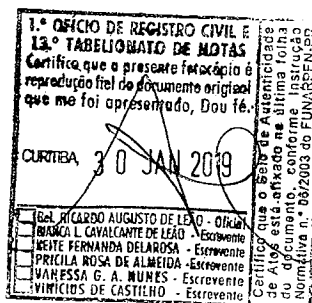 1.º OFÍCIO DE REGISTRO CIVIL E
13.º TABELIONATO DE NOTAS
Certifico que a presente fotocópia é
reprodução fiel do documento original
que me foi apresentado, Dou fé.
CURITIBA, 30 JAN 2019
Bel. RICARDO AUGUSTO DE LEÃO - Oficial
BIANCA L. CAVALCANTE DE LEÃO - Escrevente
KEITE FERNANDA DELAROSA - Escrevente
PRICILA ROSA DE ALMEIDA - Escrevente
VANESSA G. A. NUNES - Escrevente
VINÍCIUS DE CASTILHO - Escrevente
Certifico que o Selo de Autenticidade
de Atos está afixado na última folha
do documento, conforme Instrução
Normativa n.º 06/2003 do FUNARPEN-PR